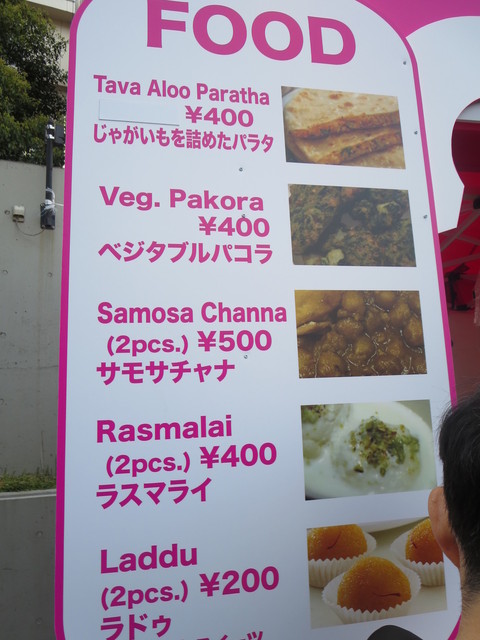 FOOD
Tava Aloo Paratha
¥400
じゃがいもを詰めたパラタ
Veg. Pakora
¥400
ベジタブルパコラ
Samosa Channa
(2pcs.) ¥500
サモサチャナ
Rasmalai
(2pcs.) ¥400
ラスマライ
Laddu
(2pcs.) ¥200
ラドゥ